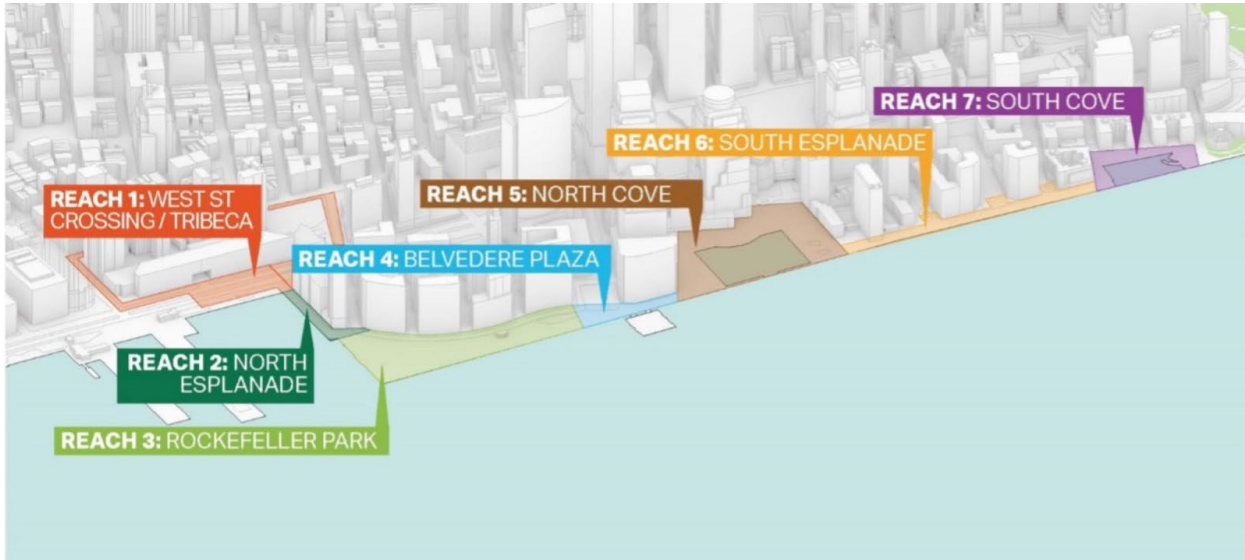 REACH 1: WEST ST
CROSSING / TRIBECA
REACH 2: NORTH
ESPLANADE
REACH 3: ROCKEFELLER PARK
REACH 4: BELVEDERE PLAZA
REACH 5: NORTH COVE
REACH 6: SOUTH ESPLANADE
REACH 7: SOUTH COVE